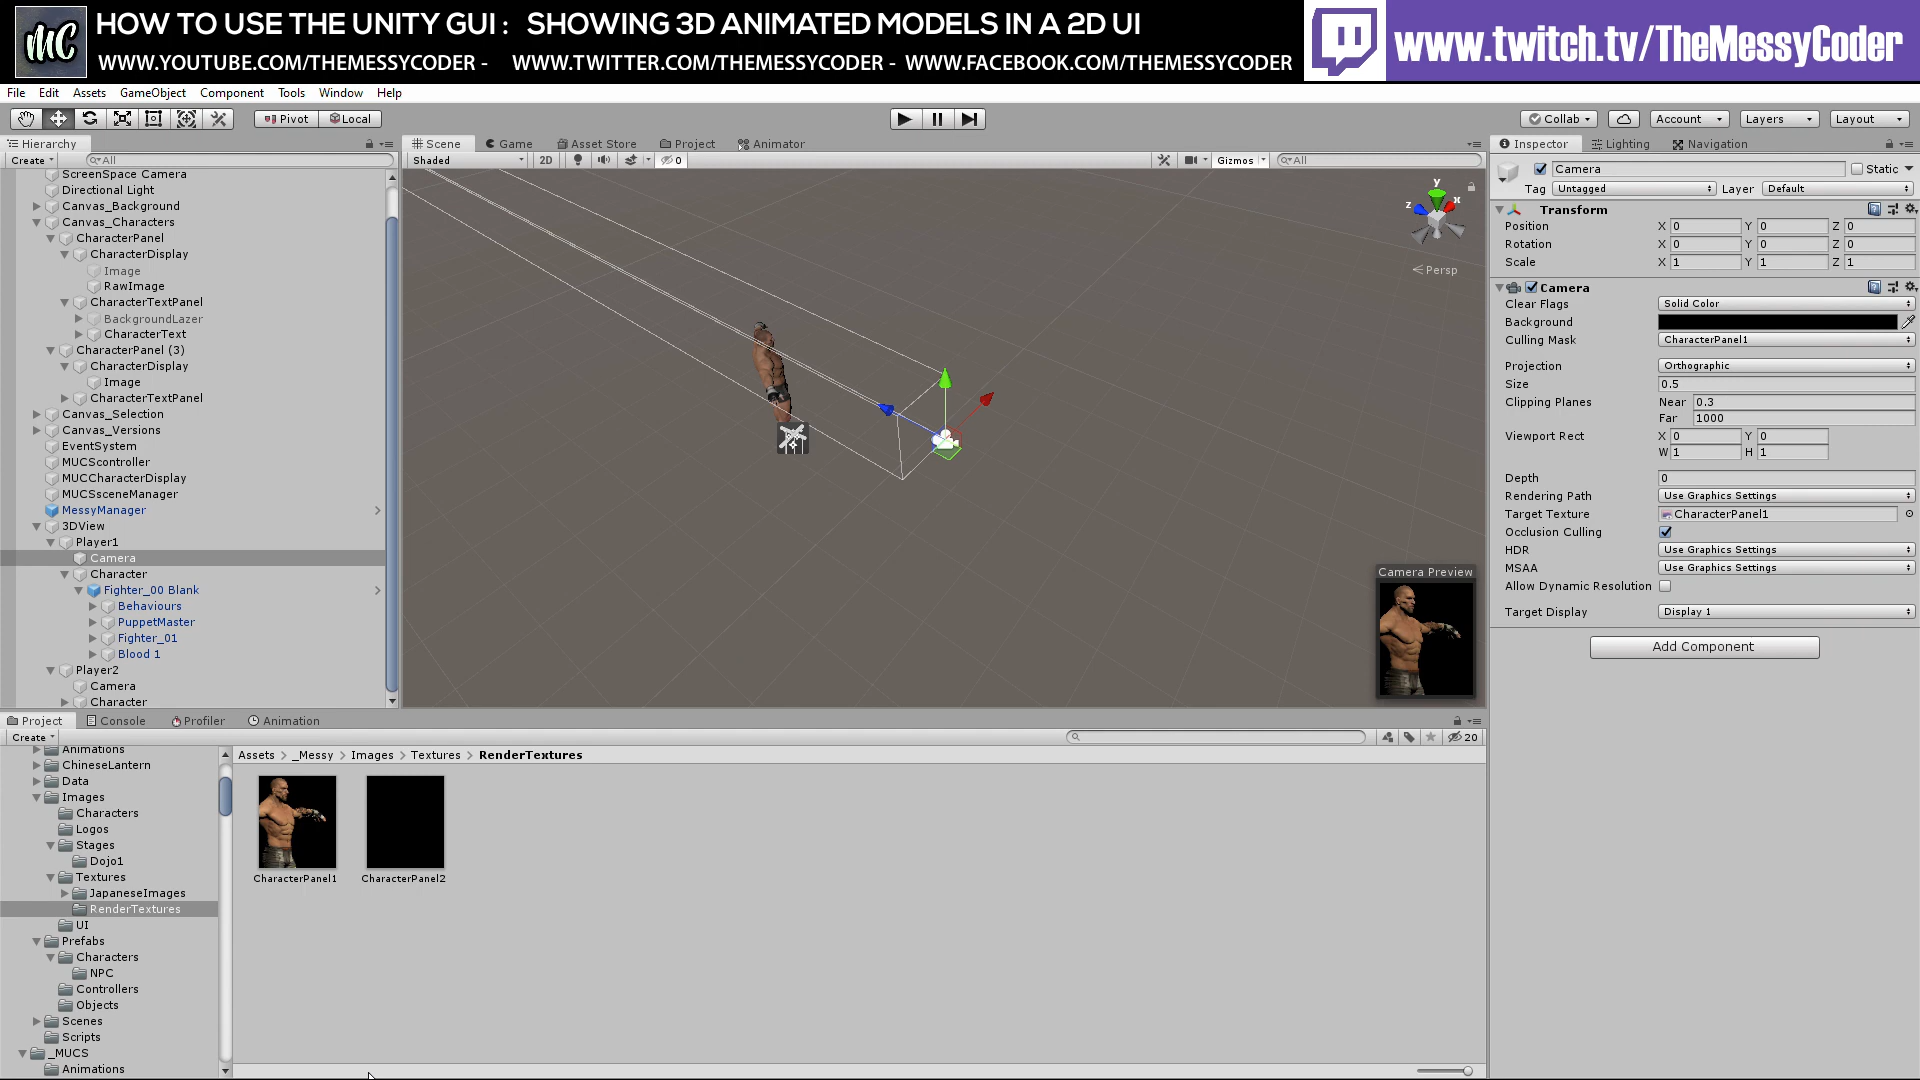 MC
HOW TO USE THE UNITY GUI : SHOWING 3D ANIMATED MODELS IN A 2D UI
WWW.YOUTUBE.COM/THEMESSYCODER - WWW.TWITTER.COM/THEMESSYCODER - WWW.FACEBOOK.COM/THEMESSYCODER
www.twitch.tv/TheMessyCoder
File Edit Assets GameObject Component Tools Window Help
Pivot Local
Collab Account Layers Layout
Hierarchy
Create All
ScreenSpace Camera
Directional Light
Canvas_Background
Canvas_Characters
CharacterPanel
CharacterDisplay
Image
RawImage
CharacterTextPanel
BackgroundLazer
CharacterText
CharacterPanel (3)
CharacterDisplay
Image
CharacterTextPanel
Canvas_Selection
Canvas_Versions
EventSystem
MUCScontroller
MUCCharacterDisplay
MUCSsceneManager
MessyManager
3DView
Player1
Camera
Character
Fighter_00 Blank
Behaviours
PuppetMaster
Fighter_01
Blood 1
Player2
Camera
Character
Scene Game Asset Store Project Animator
Shaded 2D 0 Gizmos All
y
z x
Persp
Camera Preview
Inspector Lighting Navigation
Camera Static
Tag Untagged Layer Default
Transform
Position X 0 Y 0 Z 0
Rotation X 0 Y 0 Z 0
Scale X 1 Y 1 Z 1
Camera
Clear Flags Solid Color
Background
Culling Mask CharacterPanel1
Projection Orthographic
Size 0.5
Clipping Planes Near 0.3
Far 1000
Viewport Rect X 0 Y 0
W 1 H 1
Depth 0
Rendering Path Use Graphics Settings
Target Texture CharacterPanel1
Occlusion Culling
HDR Use Graphics Settings
MSAA Use Graphics Settings
Allow Dynamic Resolution
Target Display Display 1
Add Component
Project Console Profiler Animation
Create 20
Animations
ChineseLantern
Data
Images
Characters
Logos
Stages
Dojo1
Textures
JapaneseImages
RenderTextures
UI
Prefabs
Characters
NPC
Controllers
Objects
Scenes
Scripts
_MUCS
Animations
Assets > _Messy > Images > Textures > RenderTextures
CharacterPanel1 CharacterPanel2